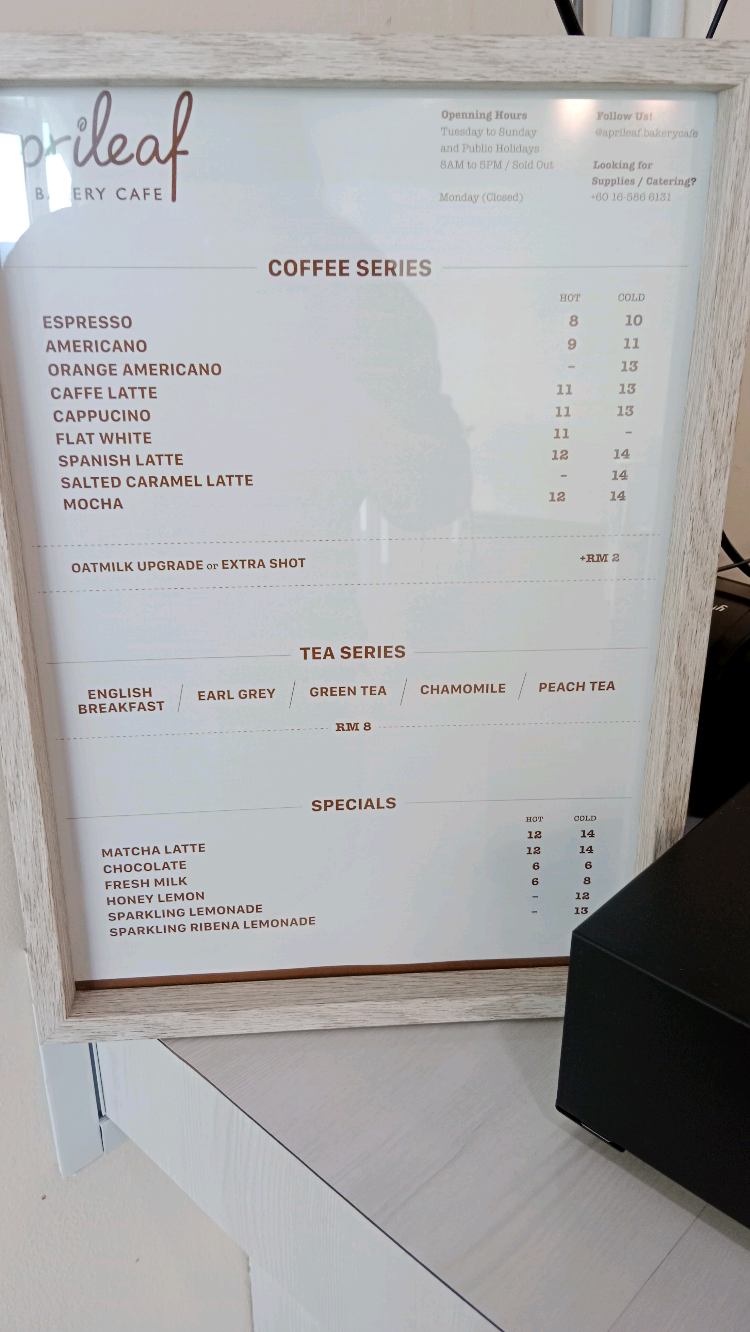 aprileaf
BAKERY CAFE
Openning Hours
Tuesday to Sunday
and Public Holidays
8AM to 5PM / Sold Out
Monday (Closed)
Follow Us!
@aprileaf.bakerycafe
Looking for
Supplies / Catering?
+60 16-586 6131
COFFEE SERIES
HOT COLD
ESPRESSO 8 10
AMERICANO 9 11
ORANGE AMERICANO – 13
CAFFE LATTE 11 13
CAPPUCINO 11 13
FLAT WHITE 11 –
SPANISH LATTE 12 14
SALTED CARAMEL LATTE – 14
MOCHA 12 14
OATMILK UPGRADE or EXTRA SHOT +RM 2
TEA SERIES
ENGLISH
BREAKFAST / EARL GREY / GREEN TEA / CHAMOMILE / PEACH TEA
RM 8
SPECIALS
HOT COLD
MATCHA LATTE 12 14
CHOCOLATE 12 14
FRESH MILK 6 6
HONEY LEMON 6 8
SPARKLING LEMONADE – 12
SPARKLING RIBENA LEMONADE – 13